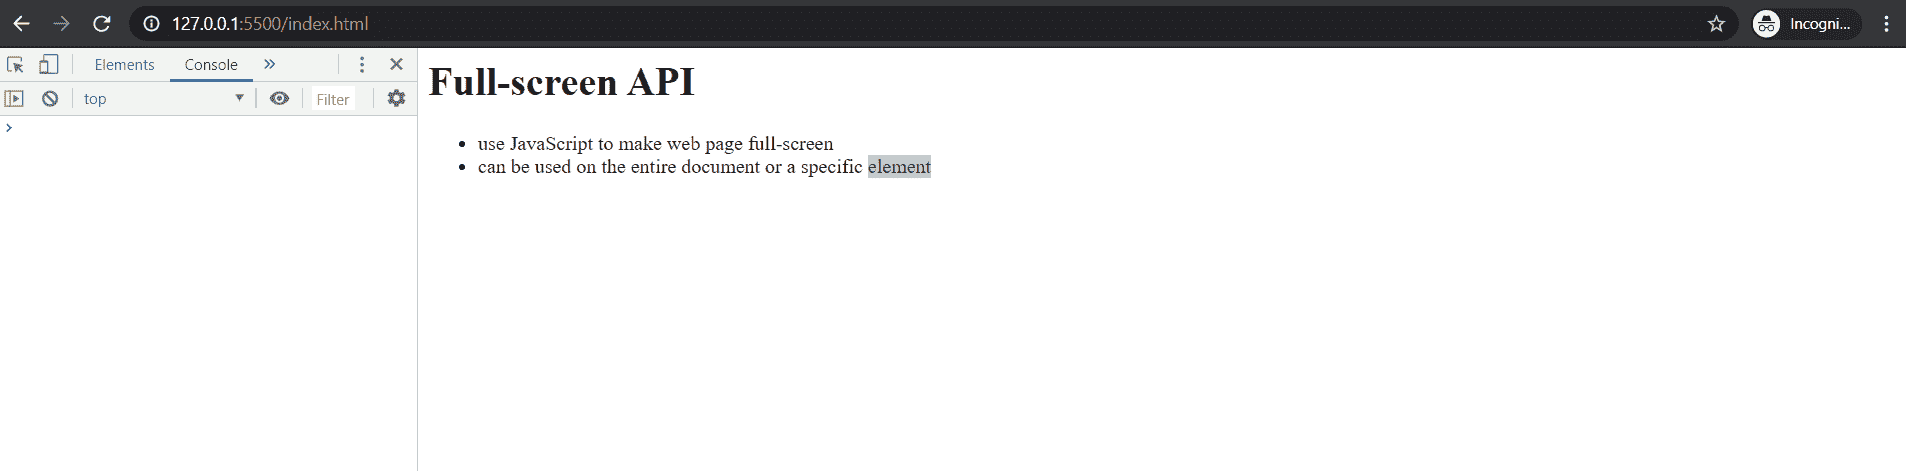 127.0.0.1:5500/index.html
Incogni...
Elements Console
top Filter
Full-screen API
use JavaScript to make web page full-screen
can be used on the entire document or a specific element